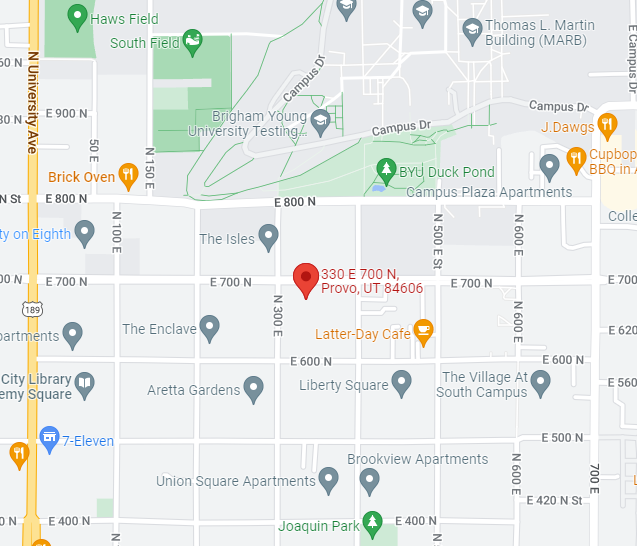 Haws Field
South Field
Thomas L. Martin
Building (MARB)
N University Ave
E 900 N
50 E
N 150 E
Campus Dr
Brigham Young
University Testing...
Campus Dr
Campus Dr
E Campus Dr
J.Dawgs
Cupbop
BBQ in A
Brick Oven
BYU Duck Pond
Campus Plaza Apartments
N St
E 800 N
E 800 N
Colle
ty on Eighth
N 100 E
The Isles
N 500 E St
N 600 E
00 N
E 700 N
E 700 N
330 E 700 N,
Provo, UT 84606
E 700 N
189
N 300 E
N 600 E
partments
The Enclave
Latter-Day Cafe
E 620
E 600 N
E 600 N
City Library
emy Square
Aretta Gardens
Liberty Square
The Village At
South Campus
E 560
7-Eleven
E 500 N
Brookview Apartments
Union Square Apartments
N 600 E
700 E
E 420 N St
0 N
E 400 N
Joaquin Park
E 400 N